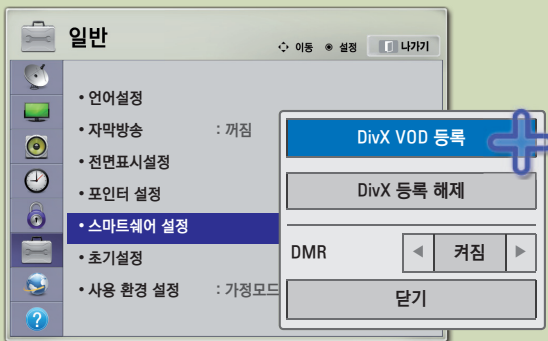 일반
이동 설정 나가기
• 언어설정
• 자막방송 : 꺼짐
• 전면표시설정
• 포인터 설정
• 스마트쉐어 설정
• 초기설정
• 사용 환경 설정 : 가정모드
?
DivX VOD 등록
DivX 등록 해제
DMR ◀ 켜짐 ▶
닫기